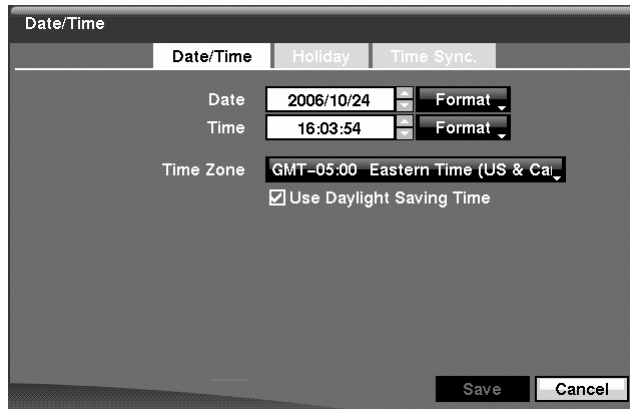 Date/Time
Date/Time Holiday Time Sync.
Date 2006/10/24 Format
Time 16:03:54 Format
Time Zone GMT-05:00 Eastern Time (US &
Use Daylight Saving Time
Save Cancel